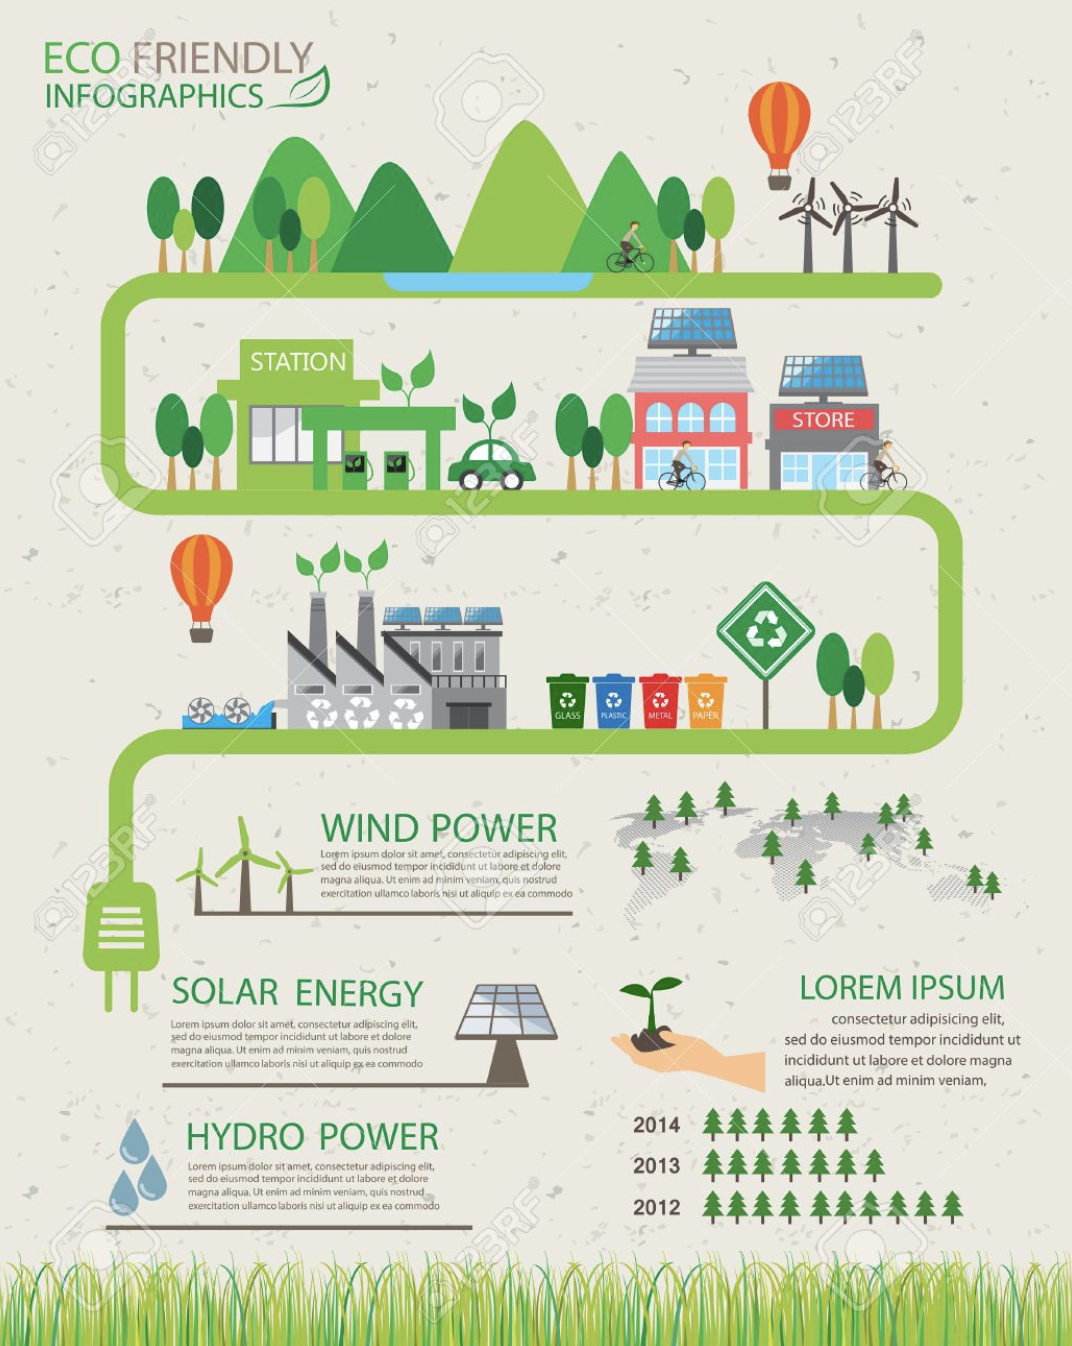 ECO FRIENDLY
INFOGRAPHICS
STATION
STORE
GLASS
PLASTIC
METAL
PAPER
WIND POWER
Lorem ipsum dolor sit amet, consectetur adipisicing elit,
sed do eiusmod tempor incididunt ut labore et dolore
magna aliqua. Ut enim ad minim veniam, quis nostrud
exercitation ullamco laboris nisi ut aliquip ex ea commodo
SOLAR ENERGY
Lorem ipsum dolor sit amet, consectetur adipisicing elit,
sed do eiusmod tempor incididunt ut labore et dolore
magna aliqua. Ut enim ad minim veniam, quis nostrud
exercitation ullamco laboris nisi ut aliquip ex ea commodo
HYDRO POWER
Lorem ipsum dolor sit amet, consectetur adipisicing elit,
sed do eiusmod tempor incididunt ut labore et dolore
magna aliqua. Ut enim ad minim veniam, quis nostrud
exercitation ullamco laboris nisi ut aliquip ex ea commodo
LOREM IPSUM
consectetur adipisicing elit,
sed do eiusmod tempor incididunt ut
incididunt ut labore et dolore magna
aliqua.Ut enim ad minim veniam,
2014
2013
2012
123RF